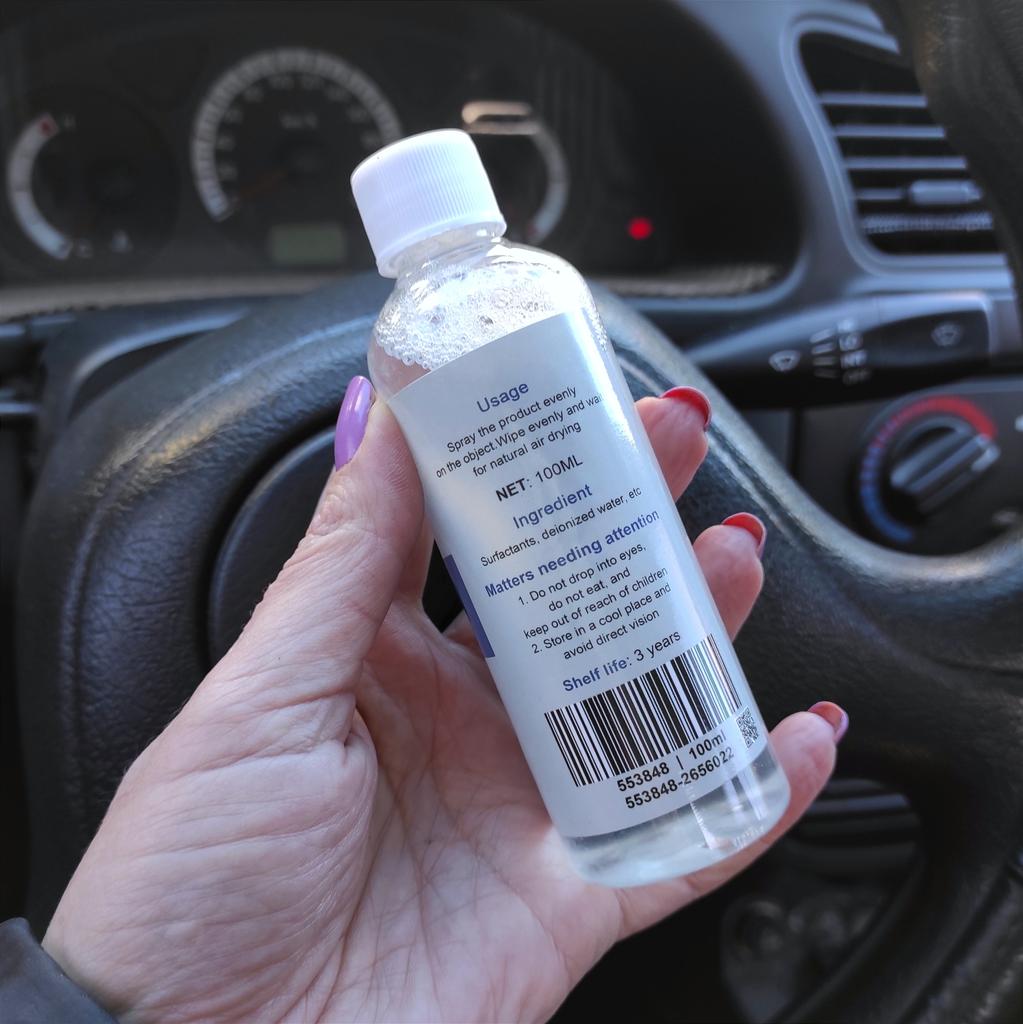 Usage
Spray the product evenly
on the object.Wipe evenly and wai
for natural air drying
NET: 100ML
Ingredient
Surfactants, deionized water, etc
Matters needing attention
1. Do not drop into eyes,
do not eat, and
keep out of reach of children
2. Store in a cool place and
avoid direct vision
Shelf life: 3 years
553848 | 100ml
553848-2656022